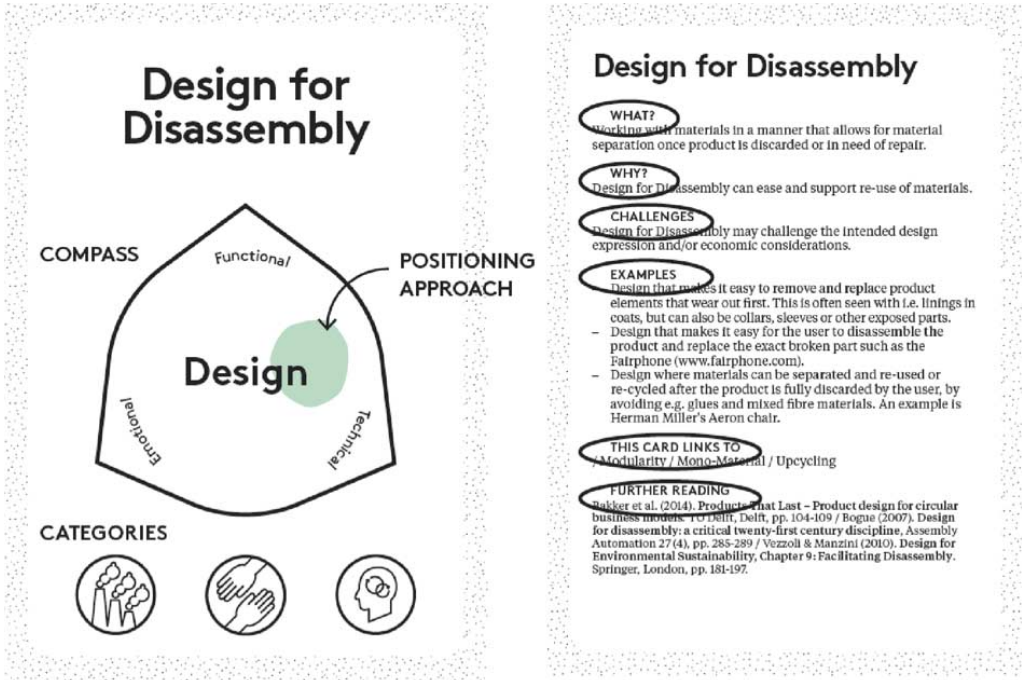 Design for
Disassembly
COMPASS
Functional
POSITIONING
APPROACH
Design
Emotional
Technical
CATEGORIES
Design for Disassembly
WHAT?
Working with materials in a manner that allows for material
separation once product is discarded or in need of repair.
WHY?
Design for Disassembly can ease and support re-use of materials.
CHALLENGES
Design for Disassembly may challenge the intended design
expression and/or economic considerations.
EXAMPLES
Design that makes it easy to remove and replace product
elements that wear out first. This is often seen with i.e. linings in
coats, but can also be collars, sleeves or other exposed parts.
– Design that makes it easy for the user to disassemble the
product and replace the exact broken part such as the
Fairphone (www.fairphone.com).
– Design where materials can be separated and re-used or
re-cycled after the product is fully discarded by the user, by
avoiding e.g. glues and mixed fibre materials. An example is
Herman Miller's Aeron chair.
THIS CARD LINKS TO
/ Modularity / Mono-Material / Upcycling
FURTHER READING
Bakker et al. (2014). Products That Last – Product design for circular
business models. TU Delft, Delft, pp. 104-109 / Bogue (2007). Design
for disassembly: a critical twenty-first century discipline, Assembly
Automation 27(4), pp. 285-289 / Vezzoli & Manzini (2010). Design for
Environmental Sustainability, Chapter 9: Facilitating Disassembly.
Springer, London, pp. 181-197.